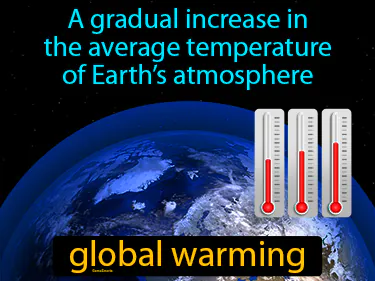 A gradual increase in
the average temperature
of Earth's atmosphere
global warming